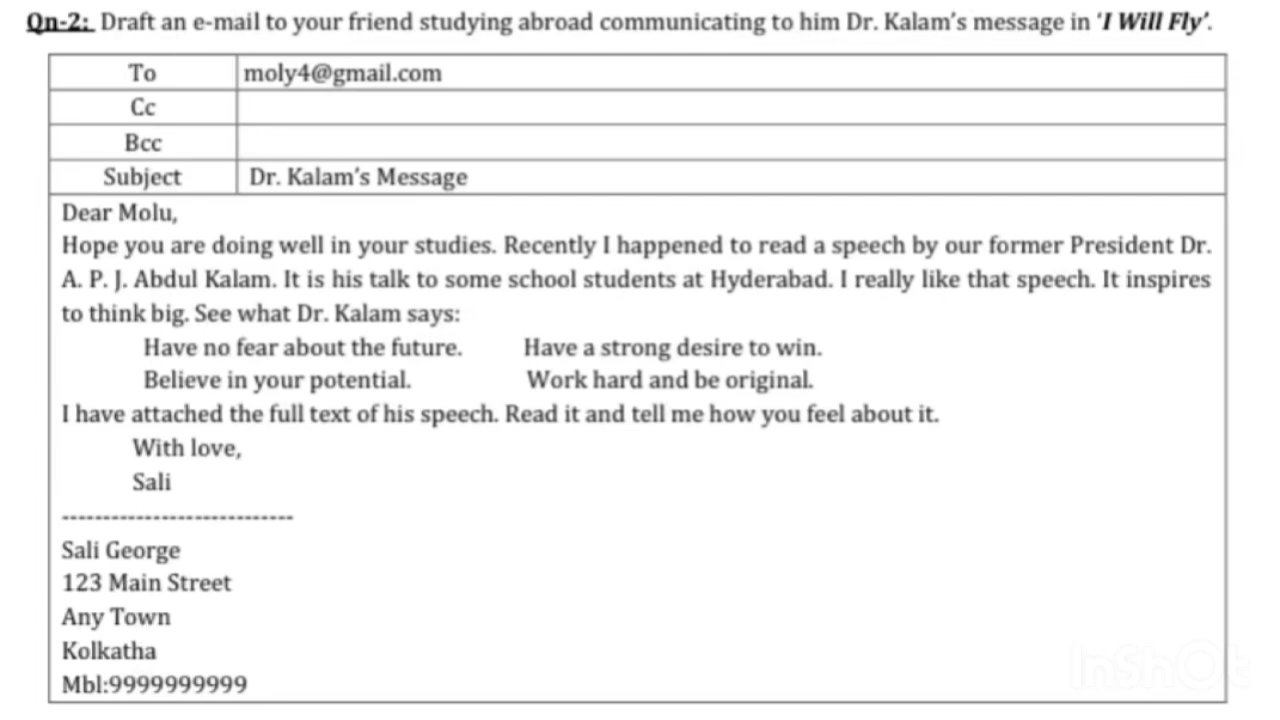 Qn-2: Draft an e-mail to your friend studying abroad communicating to him Dr. Kalam's message in 'I Will Fly'.
To moly4@gmail.com
Cc
Bcc
Subject Dr. Kalam's Message
Dear Molu,
Hope you are doing well in your studies. Recently I happened to read a speech by our former President Dr.
A. P. J. Abdul Kalam. It is his talk to some school students at Hyderabad. I really like that speech. It inspires
to think big. See what Dr. Kalam says:
Have no fear about the future. Have a strong desire to win.
Believe in your potential. Work hard and be original.
I have attached the full text of his speech. Read it and tell me how you feel about it.
With love,
Sali
----------------------------
Sali George
123 Main Street
Any Town
Kolkatha
Mbl:9999999999
InShOt